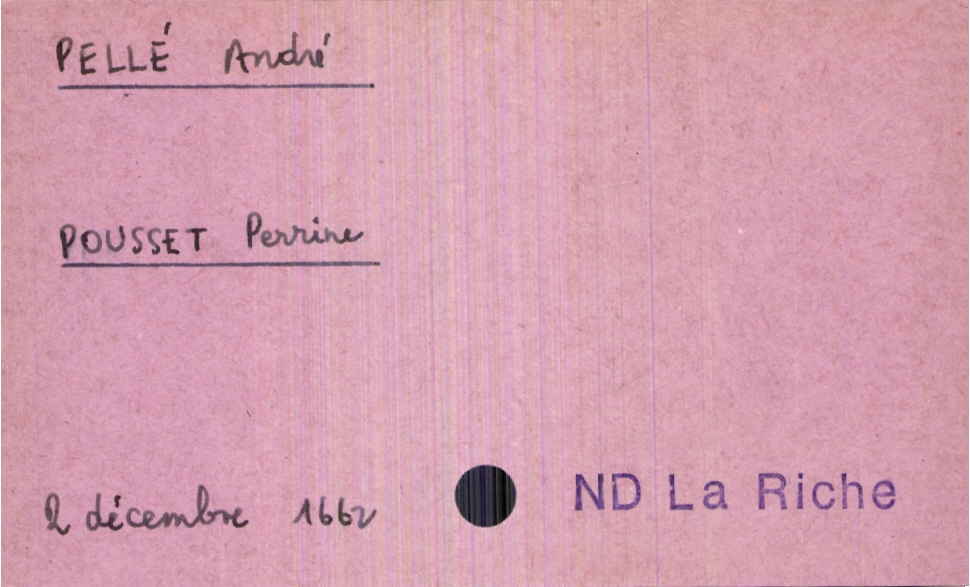 PELLÉ André
POUSSET Perrine
2 décembre 1662 ND La Riche